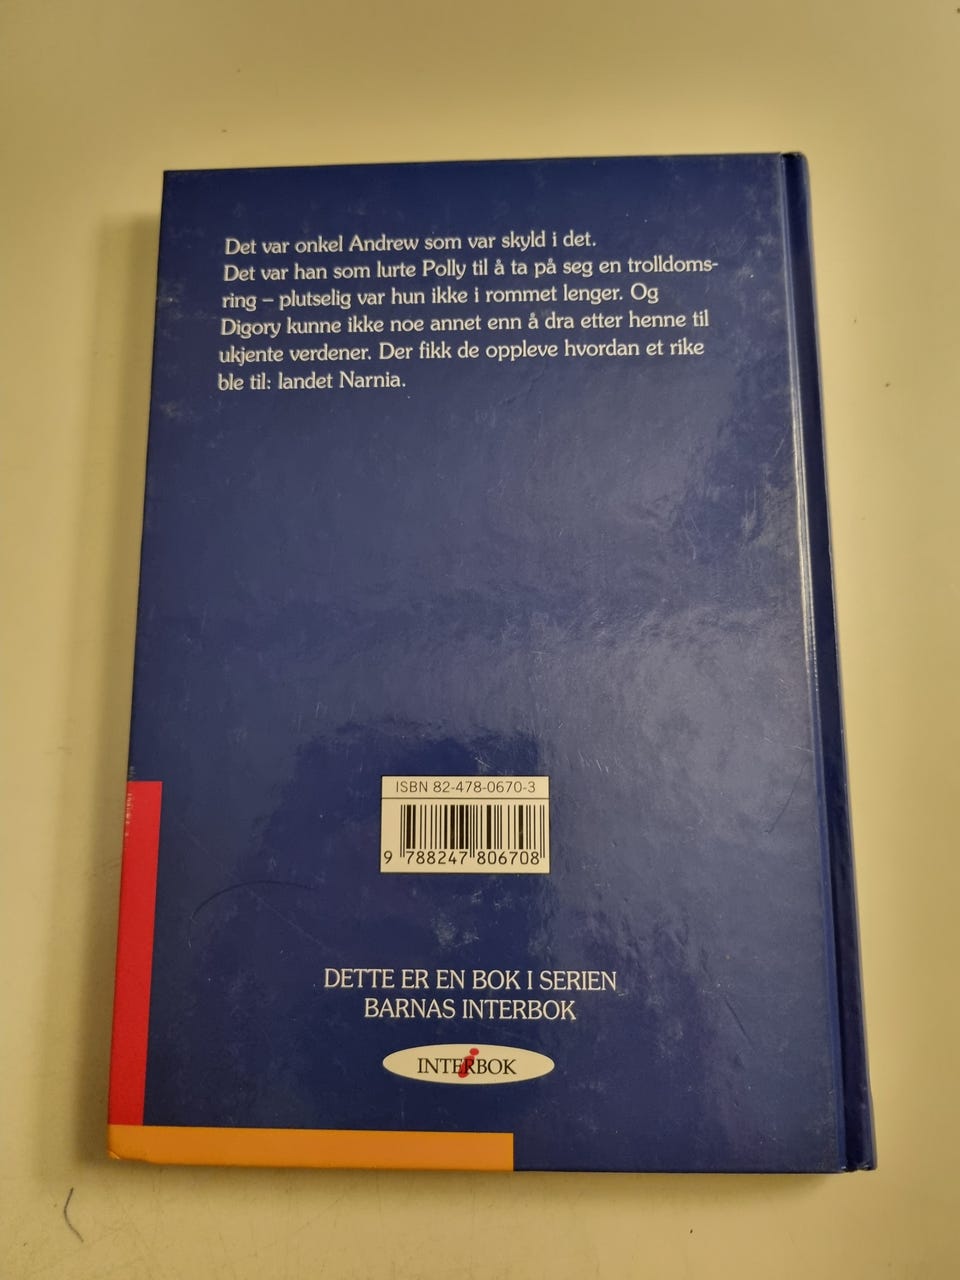 Det var onkel Andrew som var skyld i det.
Det var han som lurte Polly til å ta på seg en trolldoms-
ring – plutselig var hun ikke i rommet lenger. Og
Digory kunne ikke noe annet enn å dra etter henne til
ukjente verdener. Der fikk de oppleve hvordan et rike
ble til: landet Narnia.
ISBN 82-478-0670-3
9 788247 806708
DETTE ER EN BOK I SERIEN
BARNAS INTERBOK
INTERBOK